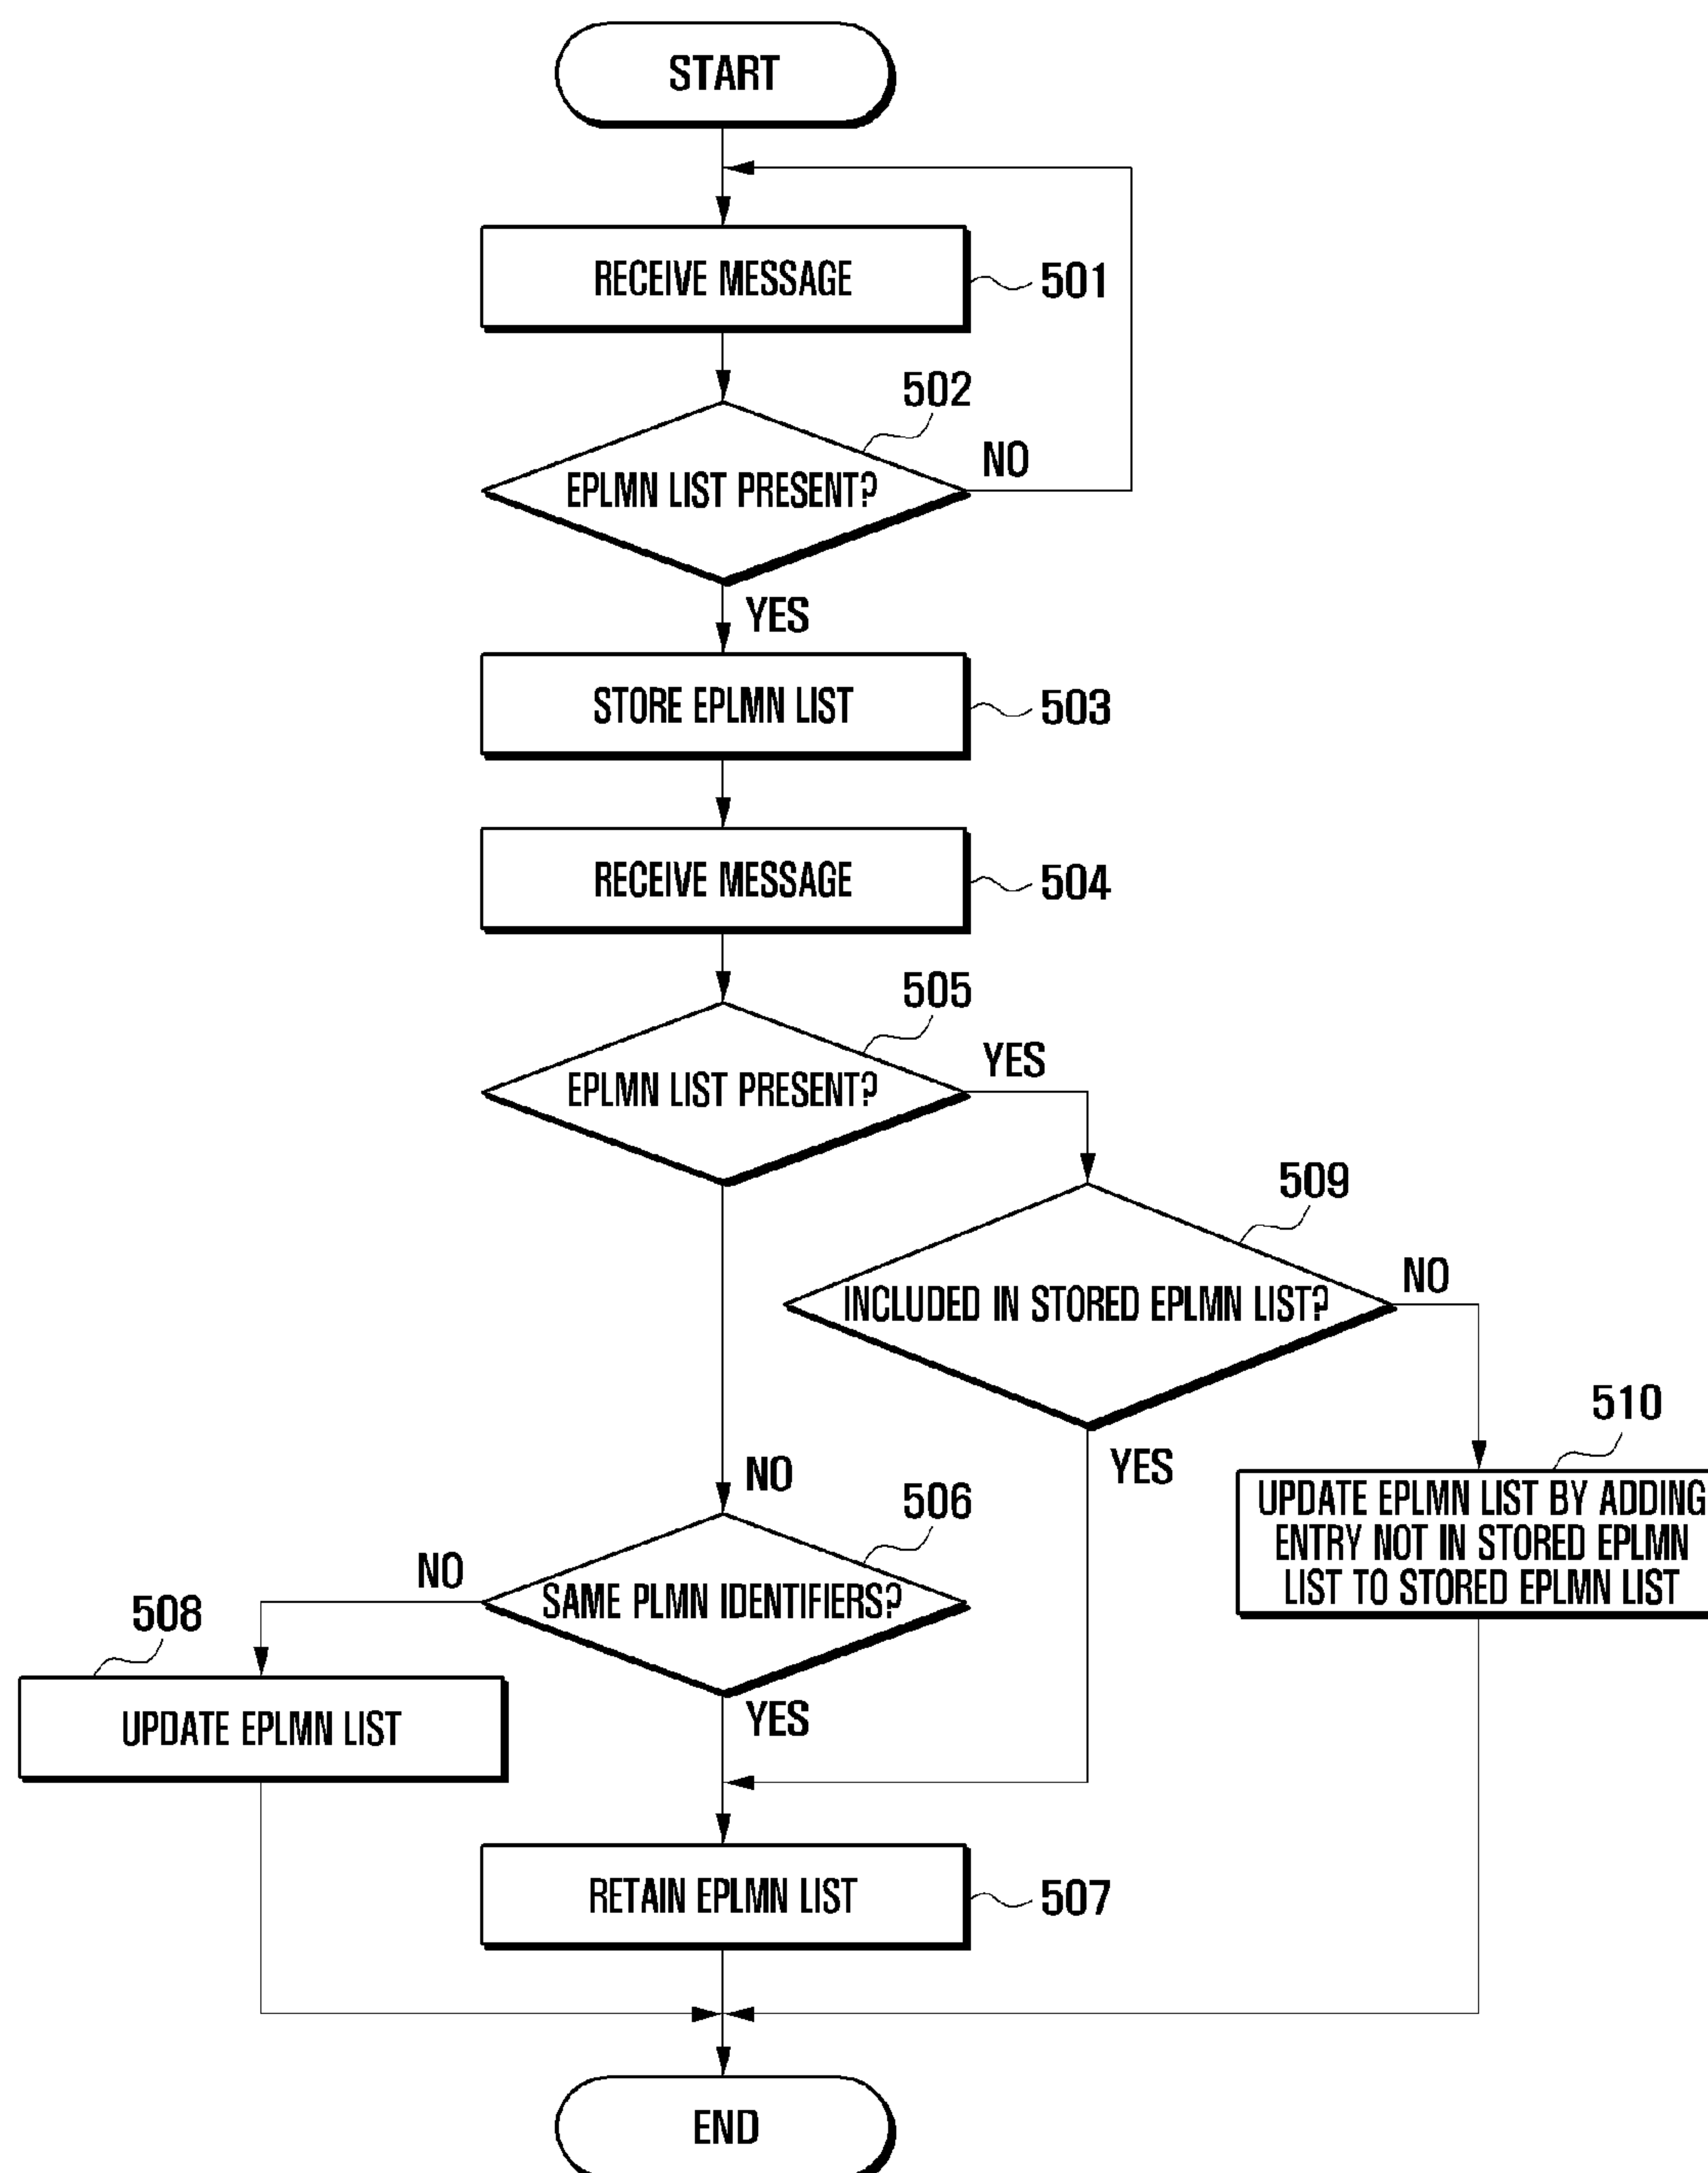 START
RECEIVE MESSAGE
501
502
EPLMN LIST PRESENT?
NO
YES
STORE EPLMN LIST
503
RECEIVE MESSAGE
504
505
EPLMN LIST PRESENT?
YES
509
INCLUDED IN STORED EPLMN LIST?
NO
510
YES
UPDATE EPLMN LIST BY ADDING
ENTRY NOT IN STORED EPLMN
LIST TO STORED EPLMN LIST
NO
506
SAME PLMN IDENTIFIERS?
NO
508
UPDATE EPLMN LIST
YES
RETAIN EPLMN LIST
507
END